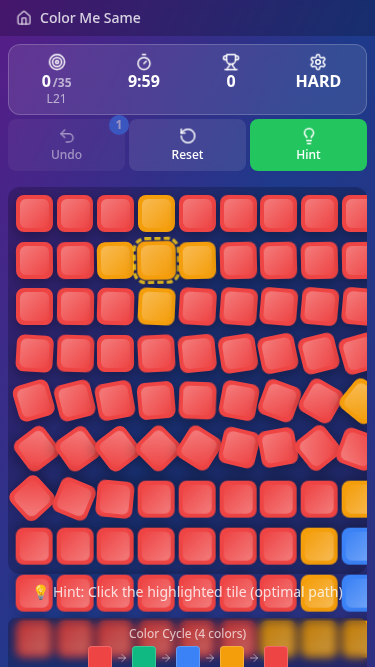 Color Me Same
0/35
L21
9:59
0
HARD
1
Undo
Reset
Hint
💡 Hint: Click the highlighted tile (optimal path)
Color Cycle (4 colors)
→ → → →